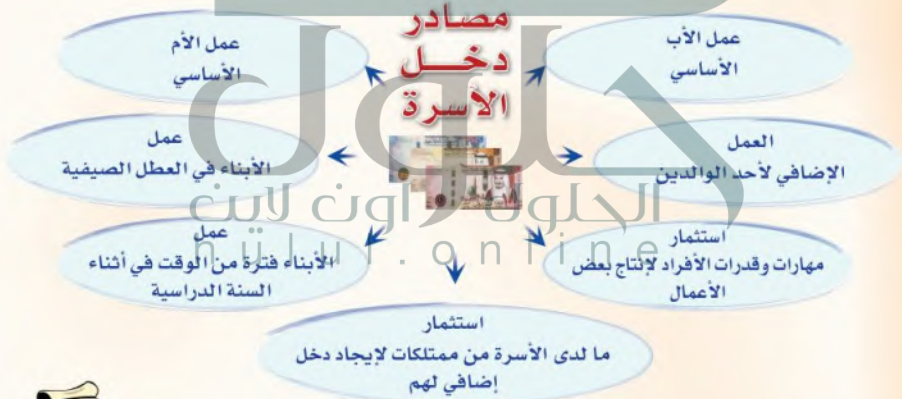 مصادر
دخل
الأسرة
عمل الأب
الأساسي
عمل الأم
الأساسي
العمل
الإضافي لأحد الوالدين
عمل
الأبناء في العطل الصيفية
استثمار
مهارات وقدرات الأفراد لإنتاج بعض
الأعمال
عمل
الأبناء فترة من الوقت في أثناء
السنة الدراسية
استثمار
ما لدى الأسرة من ممتلكات لإيجاد دخل
إضافي لهم
حلول
الحلول اون لاين
hulul.online